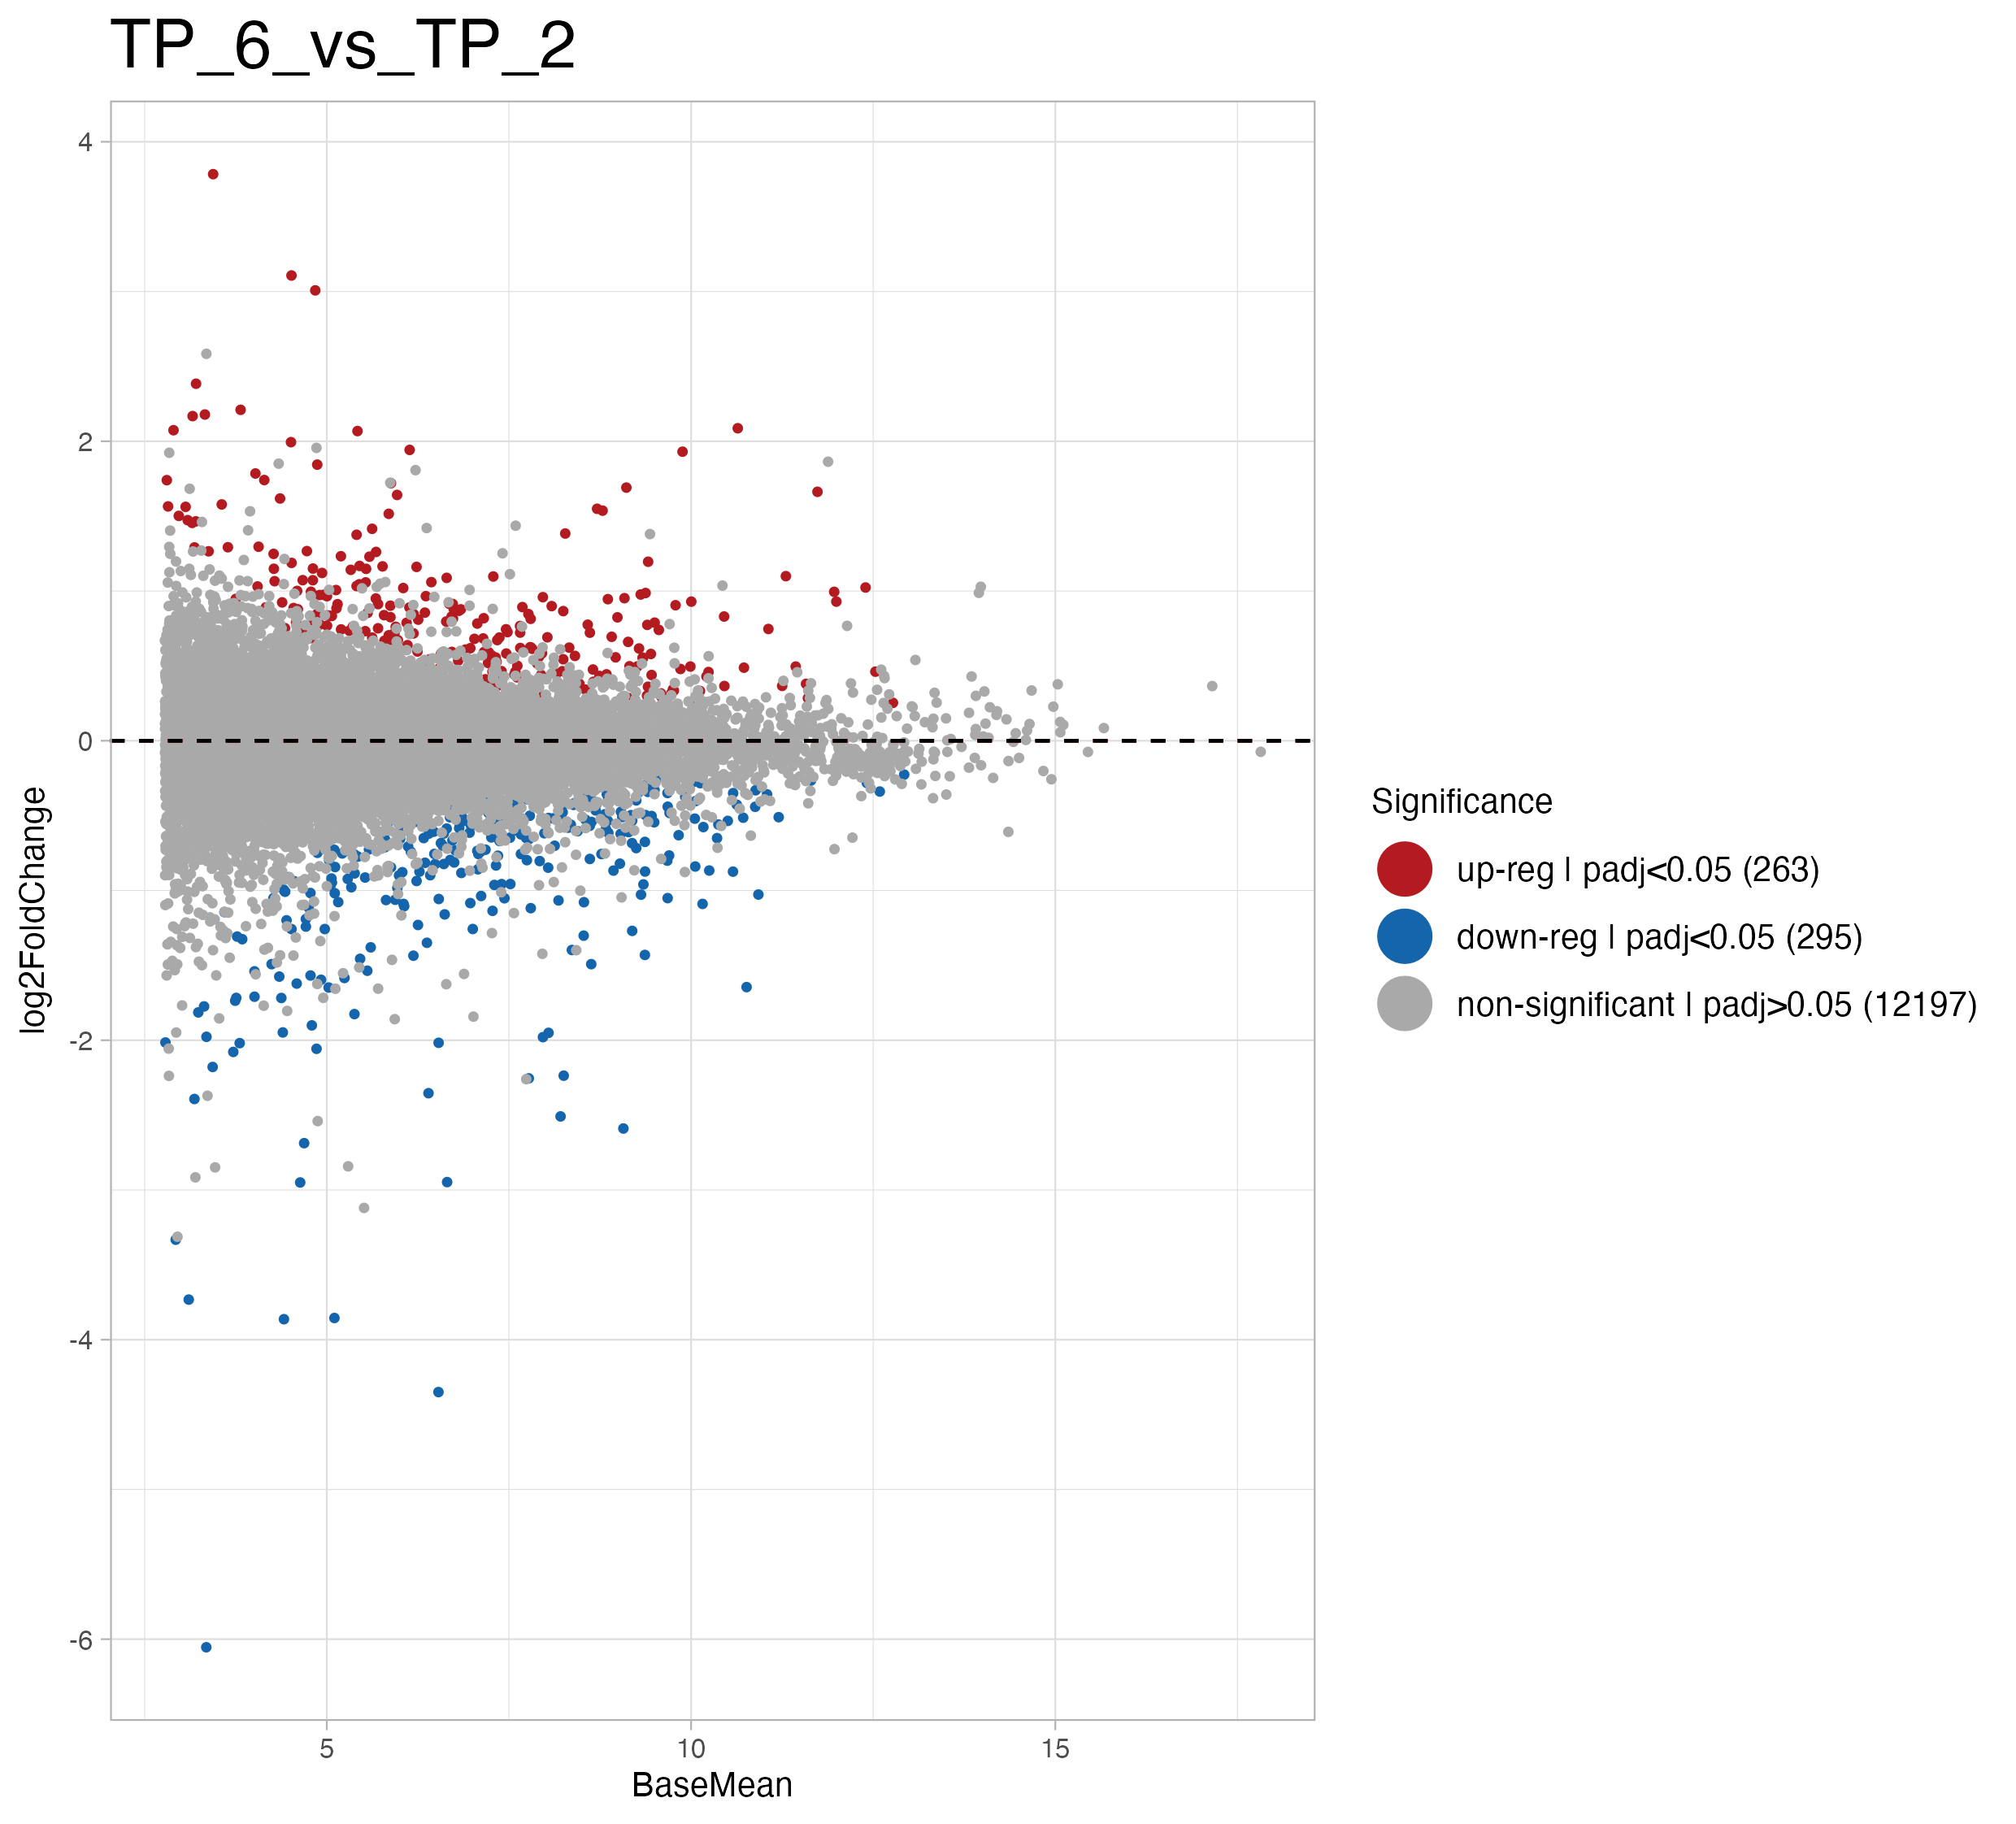 TP_6_vs_TP_2
4
2
0
-2
-4
-6
log2FoldChange
5
10
15
BaseMean
Significance
up-reg | padj<0.05 (263)
down-reg | padj<0.05 (295)
non-significant | padj>0.05 (12197)